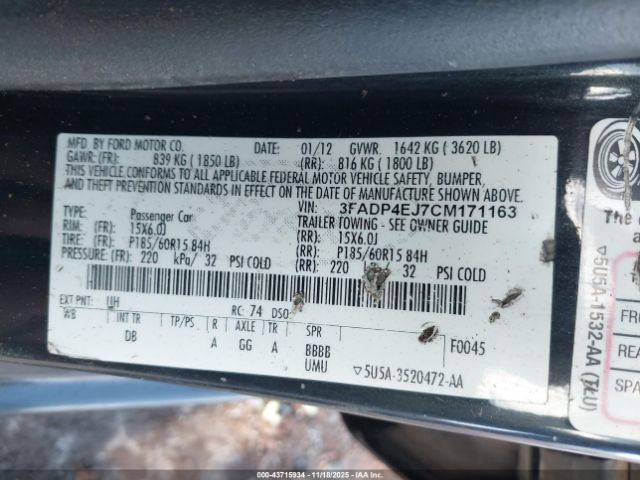 MFD. BY FORD MOTOR CO. DATE: 01/12 GVWR: 1642 KG ( 3620 LB)
GAWR: (FR): 839 KG ( 1850 LB) (RR): 816 KG ( 1800 LB)
THIS VEHICLE CONFORMS TO ALL APPLICABLE FEDERAL MOTOR VEHICLE SAFETY, BUMPER,
AND THEFT PREVENTION STANDARDS IN EFFECT ON THE DATE OF MANUFACTURE SHOWN ABOVE.
VIN: 3FADP4EJ7CM171163
TYPE: Passenger Car TRAILER TOWING - SEE OWNER GUIDE
RIM: (FR) 15X6.0J (RR): 15X6.0J
TIRE: (FR): P185/60R15 84H (RR): P185/60R15 84H
PRESSURE: (FR) 220 kPa/ 32 PSI COLD (RR): 220 32 PSI COLD
EXT PNT: UH RC: 74 DSO:
WB INT TR TP/PS R AXLE TR SPR
DB A GG A BBBB F0045
UMU ▽5U5A-3520472-AA
The
a
▽5U5A-1532-AA (TKU)
FRO
REA
S
000-43715934 | 11/18/2025 - IAA Inc.